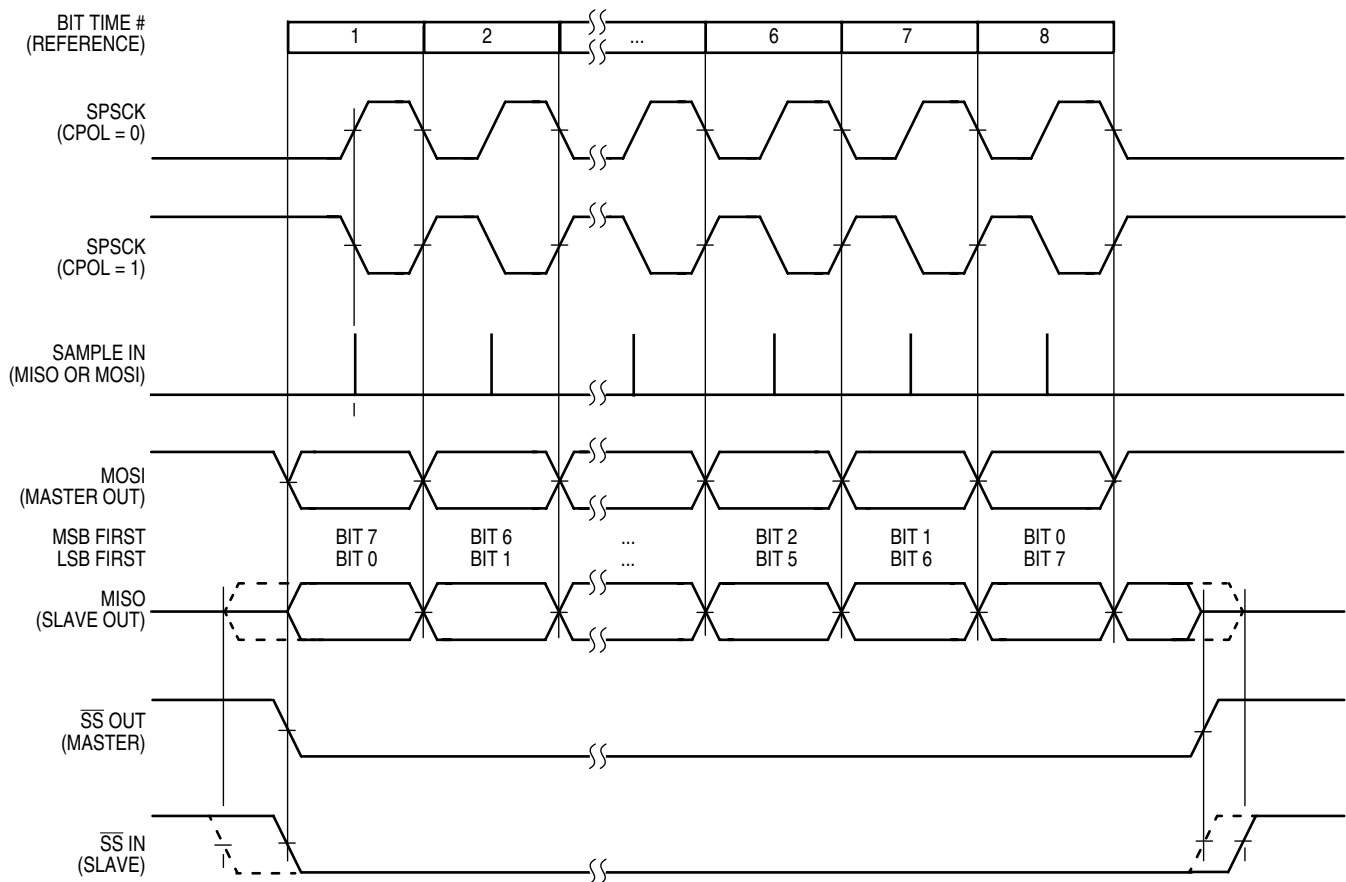 BIT TIME #
(REFERENCE)
1 2 ... 6 7 8
SPSCK
(CPOL = 0)
SPSCK
(CPOL = 1)
SAMPLE IN
(MISO OR MOSI)
MOSI
(MASTER OUT)
MSB FIRST BIT 7 BIT 6 ... BIT 2 BIT 1 BIT 0
LSB FIRST BIT 0 BIT 1 ... BIT 5 BIT 6 BIT 7
MISO
(SLAVE OUT)
S̅S̅ OUT
(MASTER)
S̅S̅ IN
(SLAVE)